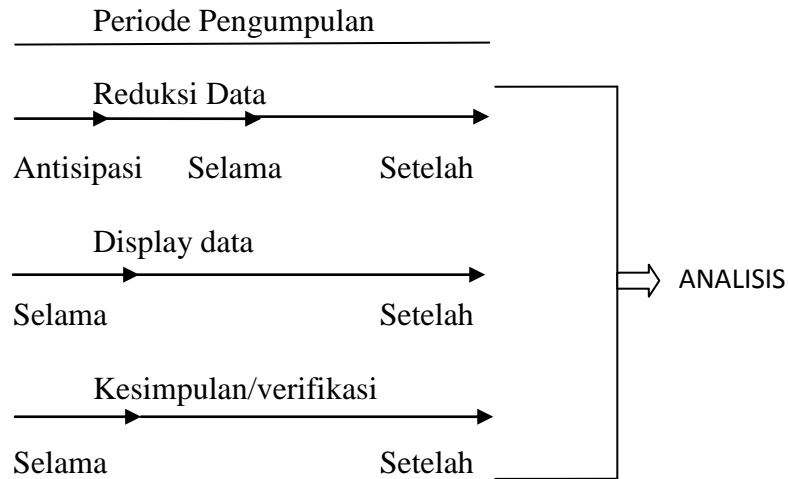 Periode Pengumpulan
Reduksi Data
Antisipasi Selama Setelah
Display data
ANALISIS
Selama Setelah
Kesimpulan/verifikasi
Selama Setelah